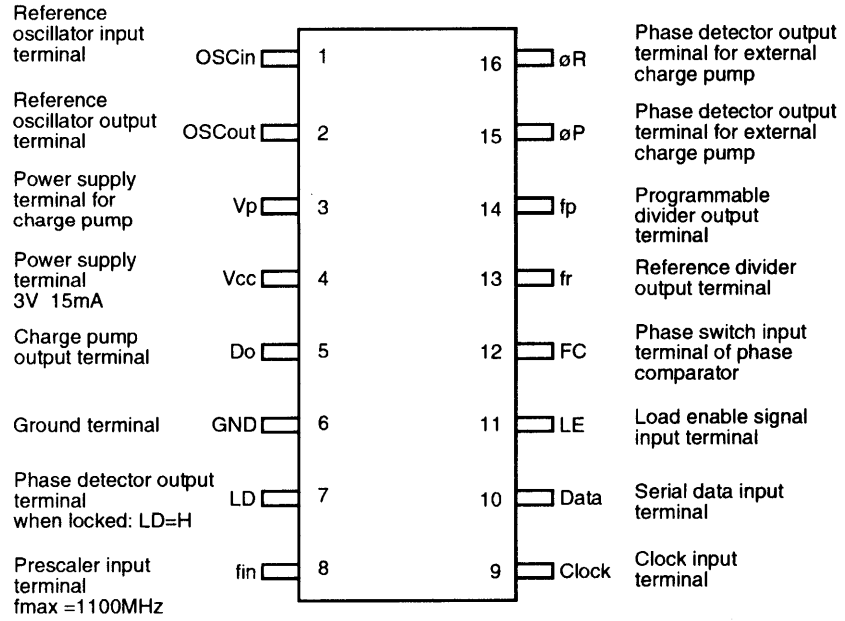 Reference
oscillator input
terminal
OSCin
1
16
øR
Phase detector output
terminal for external
charge pump
Reference
oscillator output
terminal
OSCout
2
15
øP
Phase detector output
terminal for external
charge pump
Power supply
terminal for
charge pump
Vp
3
14
fp
Programmable
divider output
terminal
Power supply
terminal
3V 15mA
Vcc
4
13
fr
Reference divider
output terminal
Charge pump
output terminal
Do
5
12
FC
Phase switch input
terminal of phase
comparator
Ground terminal
GND
6
11
LE
Load enable signal
input terminal
Phase detector output
terminal
when locked: LD=H
LD
7
10
Data
Serial data input
terminal
Prescaler input
terminal
fmax =1100MHz
fin
8
9
Clock
Clock input
terminal